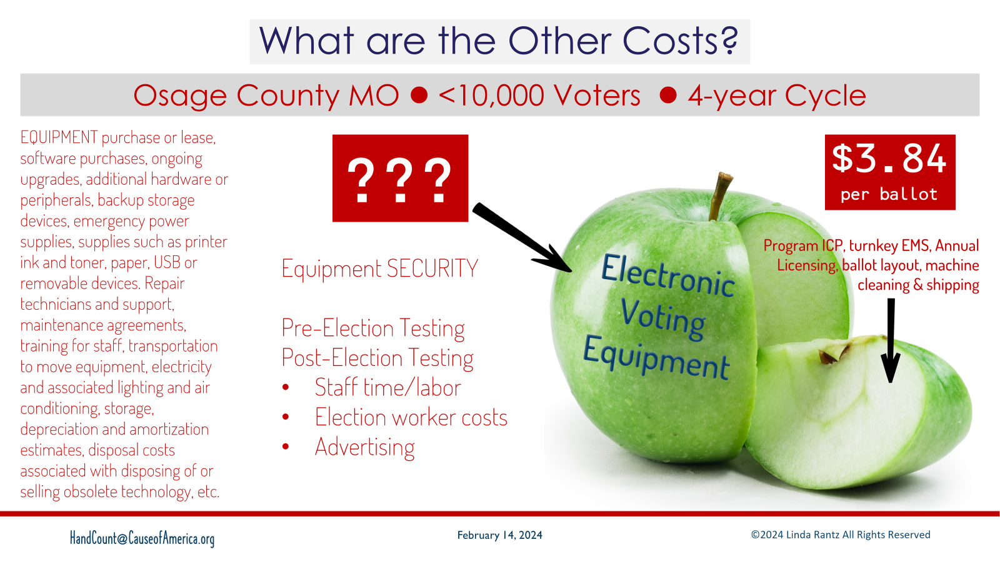 What are the Other Costs?
Osage County MO ● <10,000 Voters ● 4-year Cycle
EQUIPMENT purchase or lease,
software purchases, ongoing
upgrades, additional hardware or
peripherals, backup storage
devices, emergency power
supplies, supplies such as printer
ink and toner, paper, USB or
removable devices. Repair
technicians and support,
maintenance agreements,
training for staff, transportation
to move equipment, electricity
and associated lighting and air
conditioning, storage,
depreciation and amortization
estimates, disposal costs
associated with disposing of or
selling obsolete technology, etc.
???
Equipment SECURITY
Pre-Election Testing
Post-Election Testing
• Staff time/labor
• Election worker costs
• Advertising
Electronic
Voting
Equipment
$3.84
per ballot
Program ICP, turnkey EMS, Annual
Licensing, ballot layout, machine
cleaning & shipping
HandCount@CauseofAmerica.org
February 14, 2024
©2024 Linda Rantz All Rights Reserved